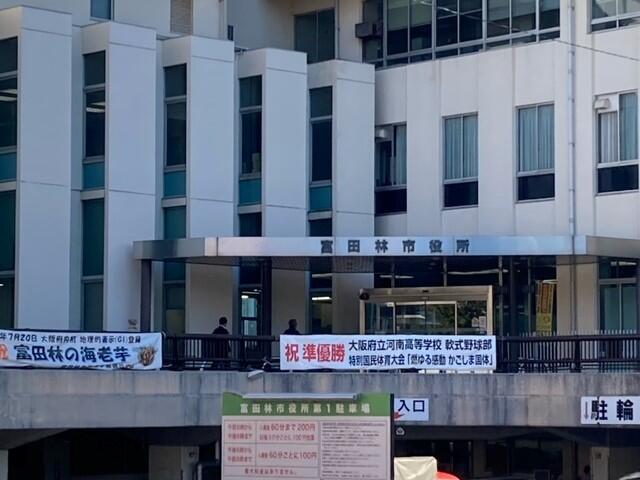 富田林市役所
年7月20日 大阪府内初 地理的表示(GI)登録
富田林の海老芋
祝 準優勝
大阪府立河南高等学校 軟式野球部
特別国民体育大会「燃ゆる感動 かごしま国体」
入口
駐輪
富田林市役所第1駐車場
60分まで200円
60分ごとに100円